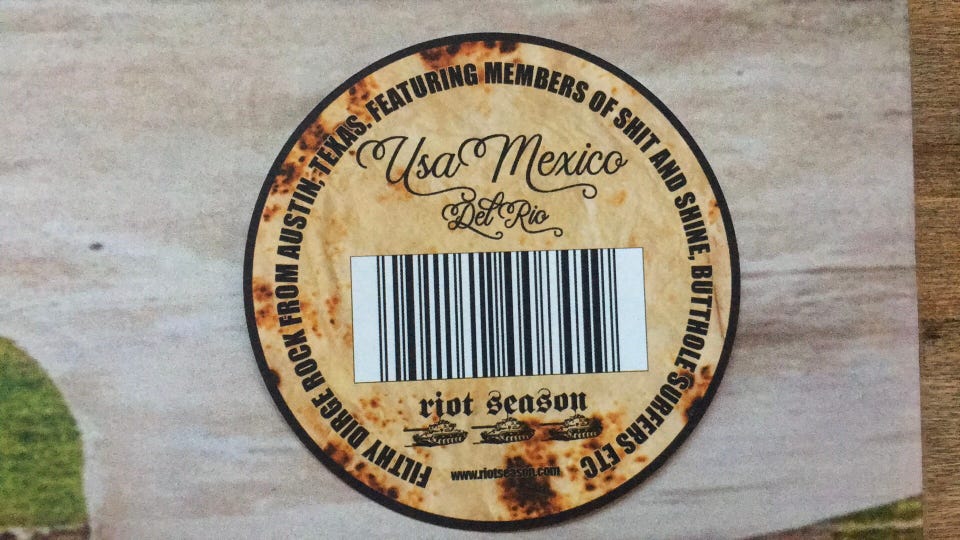 FILTHY DIRGE ROCK FROM AUSTIN, TEXAS. FEATURING MEMBERS OF SHIT AND SHINE, BUTTHOLE SURFERS ETC
Usa Mexico
Del Rio
riot season
www.riotseason.com